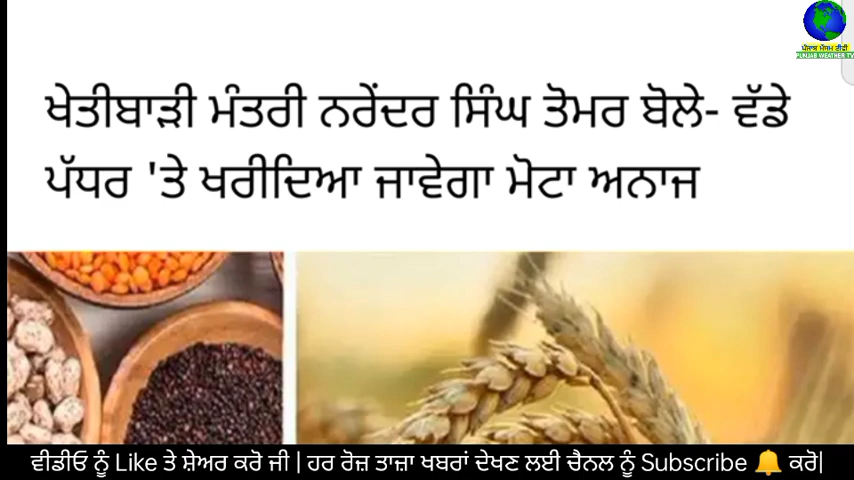 ਪੰਜਾਬ ਮੌਸਮ ਟੀਵੀ
PUNJAB WEATHER TV
ਖੇਤੀਬਾੜੀ ਮੰਤਰੀ ਨਰੇਂਦਰ ਸਿੰਘ ਤੋਮਰ ਬੋਲੇ- ਵੱਡੇ
ਪੱਧਰ 'ਤੇ ਖਰੀਦਿਆ ਜਾਵੇਗਾ ਮੋਟਾ ਅਨਾਜ
ਵੀਡੀਓ ਨੂੰ Like ਤੇ ਸ਼ੇਅਰ ਕਰੋ ਜੀ | ਹਰ ਰੋਜ਼ ਤਾਜ਼ਾ ਖਬਰਾਂ ਦੇਖਣ ਲਈ ਚੈਨਲ ਨੂੰ Subscribe 🔔 ਕਰੋ|